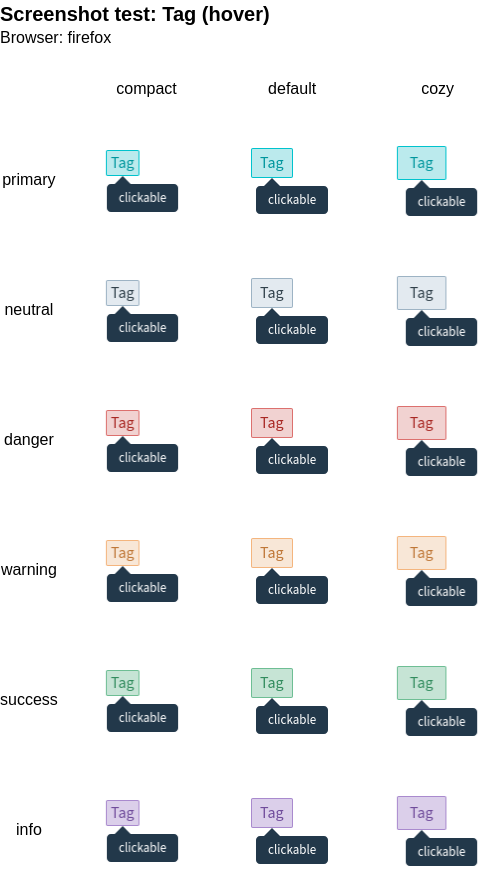 Screenshot test: Tag (hover)
Browser: firefox
compact default cozy
primary Tag Tag Tag
clickable clickable clickable
neutral Tag Tag Tag
clickable clickable clickable
danger Tag Tag Tag
clickable clickable clickable
warning Tag Tag Tag
clickable clickable clickable
success Tag Tag Tag
clickable clickable clickable
info Tag Tag Tag
clickable clickable clickable